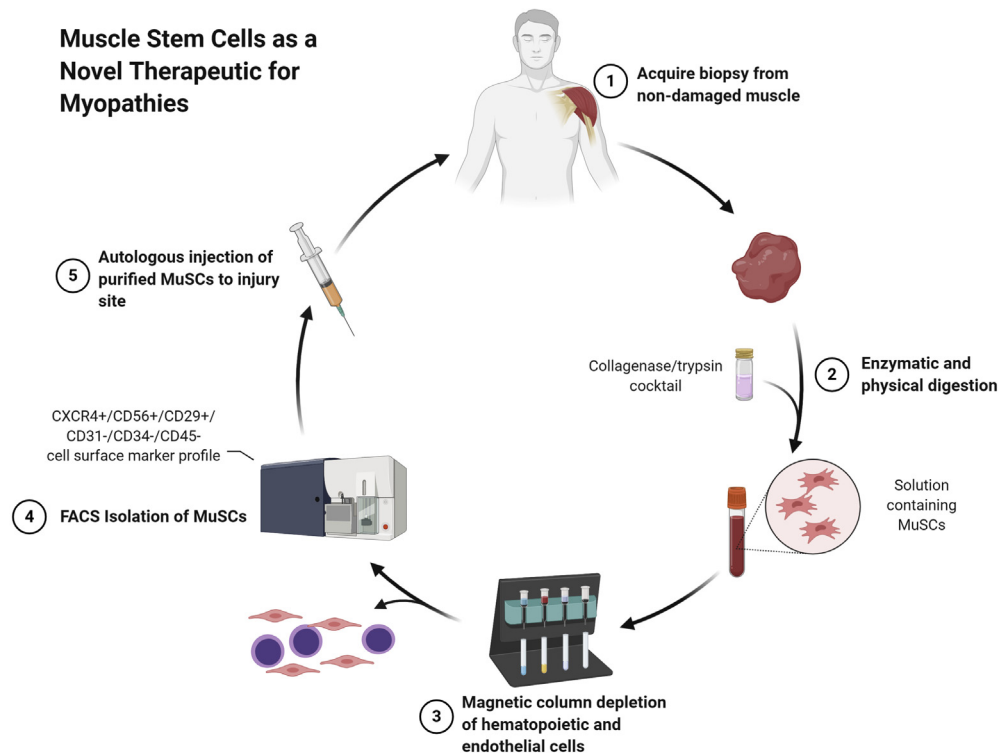 Muscle Stem Cells as a
Novel Therapeutic for
Myopathies
1
Acquire biopsy from
non-damaged muscle
2
Enzymatic and
physical digestion
Collagenase/trypsin
cocktail
Solution
containing
MuSCs
3
Magnetic column depletion
of hematopoietic and
endothelial cells
4
FACS Isolation of MuSCs
CXCR4+/CD56+/CD29+/
CD31-/CD34-/CD45-
cell surface marker profile
5
Autologous injection of
purified MuSCs to injury
site